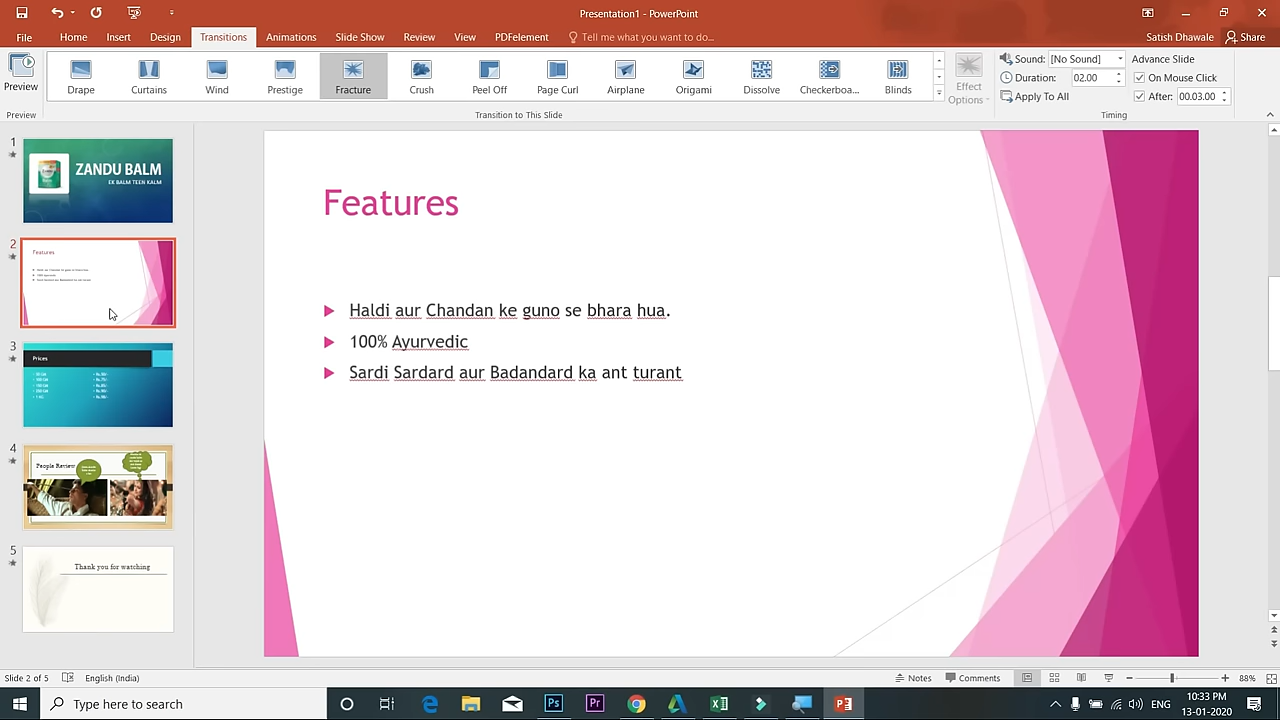 Presentation1 - PowerPoint
File Home Insert Design Transitions Animations Slide Show Review View PDFelement Tell me what you want to do... Satish Dhawale Share
Preview
Drape Curtains Wind Prestige Fracture Crush Peel Off Page Curl Airplane Origami Dissolve Checkerboa... Blinds
Effect Options
Sound: [No Sound] Advance Slide
Duration: 02.00 On Mouse Click
Apply To All After: 00:03.00
Preview Transition to This Slide Timing
1
ZANDU BALM
EK BALM TEEN KALM
2
Features
3
Prices
4
People Review
5
Thank you for watching
Features
Haldi aur Chandan ke guno se bhara hua.
100% Ayurvedic
Sardi Sardard aur Badandard ka ant turant
Slide 2 of 5 English (India) Notes Comments 88%
Type here to search
ENG
10:33 PM
13-01-2020